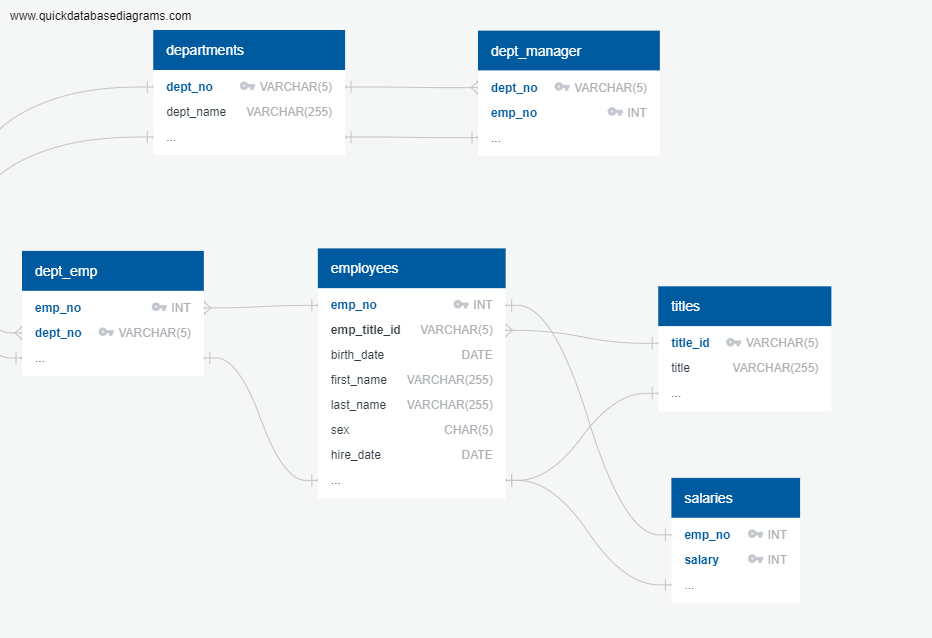 www.quickdatabasediagrams.com
departments
dept_no VARCHAR(5)
dept_name VARCHAR(255)
...
dept_manager
dept_no VARCHAR(5)
emp_no INT
...
dept_emp
emp_no INT
dept_no VARCHAR(5)
...
employees
emp_no INT
emp_title_id VARCHAR(5)
birth_date DATE
first_name VARCHAR(255)
last_name VARCHAR(255)
sex CHAR(5)
hire_date DATE
...
titles
title_id VARCHAR(5)
title VARCHAR(255)
...
salaries
emp_no INT
salary INT
...